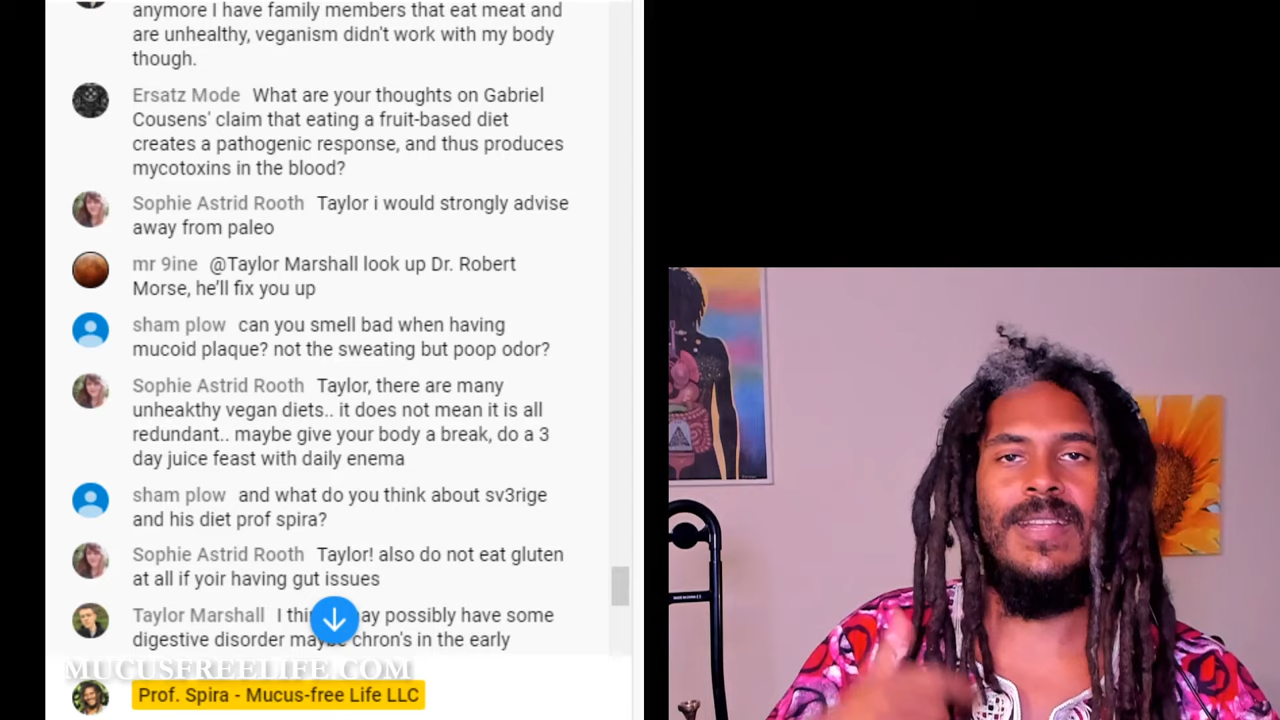 anymore I have family members that eat meat and
are unhealthy, veganism didn't work with my body
though.
Ersatz Mode What are your thoughts on Gabriel
Cousens' claim that eating a fruit-based diet
creates a pathogenic response, and thus produces
mycotoxins in the blood?
Sophie Astrid Rooth Taylor i would strongly advise
away from paleo
mr 9ine @Taylor Marshall look up Dr. Robert
Morse, he'll fix you up
sham plow can you smell bad when having
mucoid plaque? not the sweating but poop odor?
Sophie Astrid Rooth Taylor, there are many
unheakthy vegan diets.. it does not mean it is all
redundant.. maybe give your body a break, do a 3
day juice feast with daily enema
sham plow and what do you think about sv3rige
and his diet prof spira?
Sophie Astrid Rooth Taylor! also do not eat gluten
at all if yoir having gut issues
Taylor Marshall I possibly have some
digestive disorder chron's in the early
MUCUSFREELIFE.COM
Prof. Spira - Mucus-free Life LLC